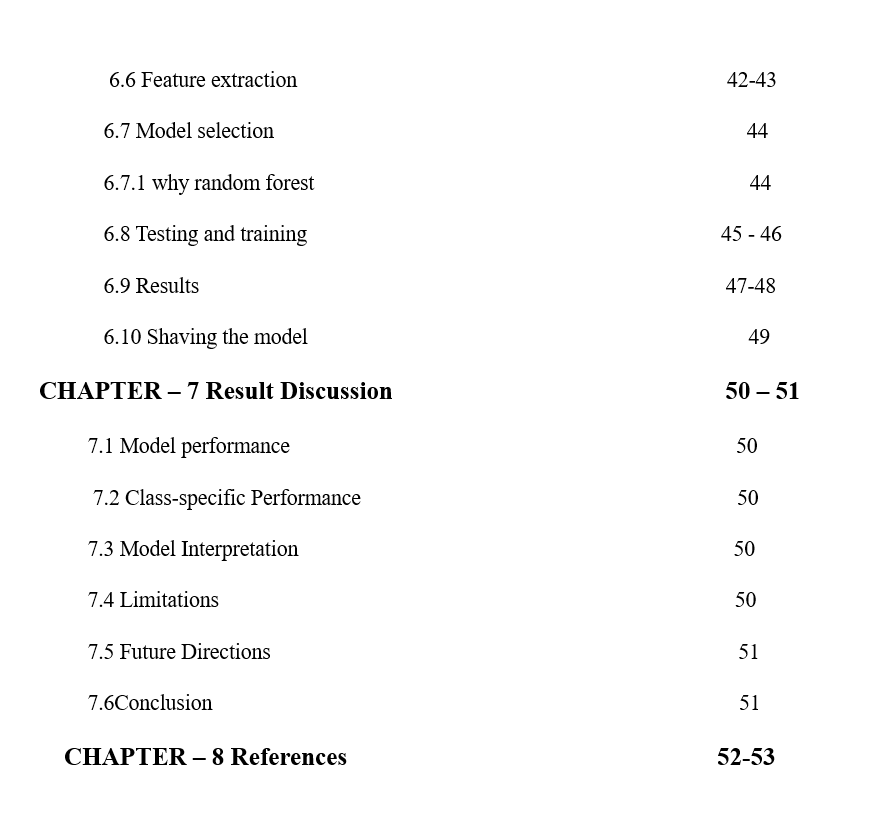 6.6 Feature extraction 42-43
6.7 Model selection 44
6.7.1 why random forest 44
6.8 Testing and training 45 - 46
6.9 Results 47-48
6.10 Shaving the model 49
CHAPTER – 7 Result Discussion 50 – 51
7.1 Model performance 50
7.2 Class-specific Performance 50
7.3 Model Interpretation 50
7.4 Limitations 50
7.5 Future Directions 51
7.6Conclusion 51
CHAPTER – 8 References 52-53